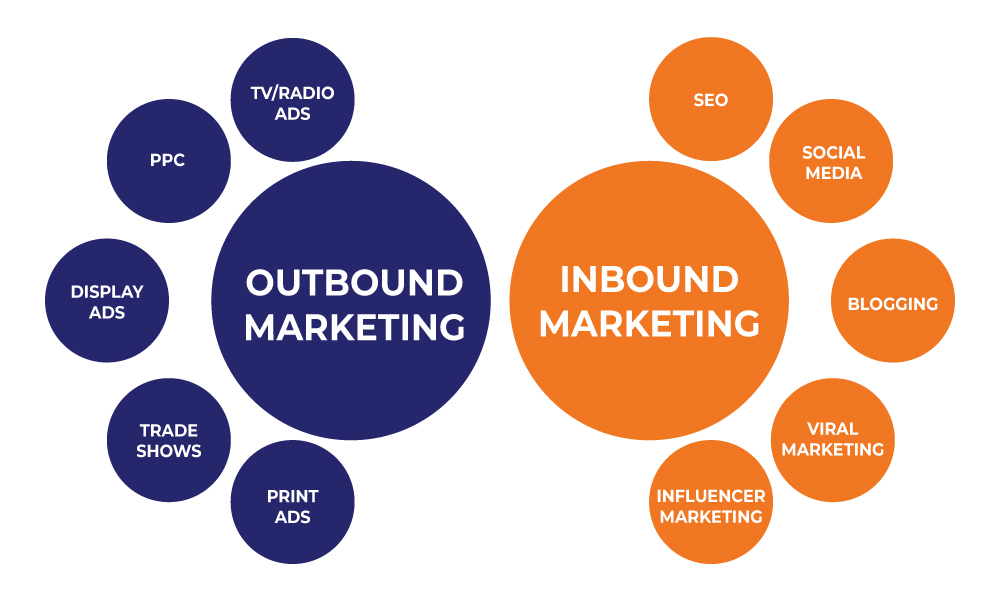 TV/RADIO
ADS
PPC
DISPLAY
ADS
TRADE
SHOWS
PRINT
ADS
OUTBOUND
MARKETING
INBOUND
MARKETING
SEO
SOCIAL
MEDIA
BLOGGING
VIRAL
MARKETING
INFLUENCER
MARKETING